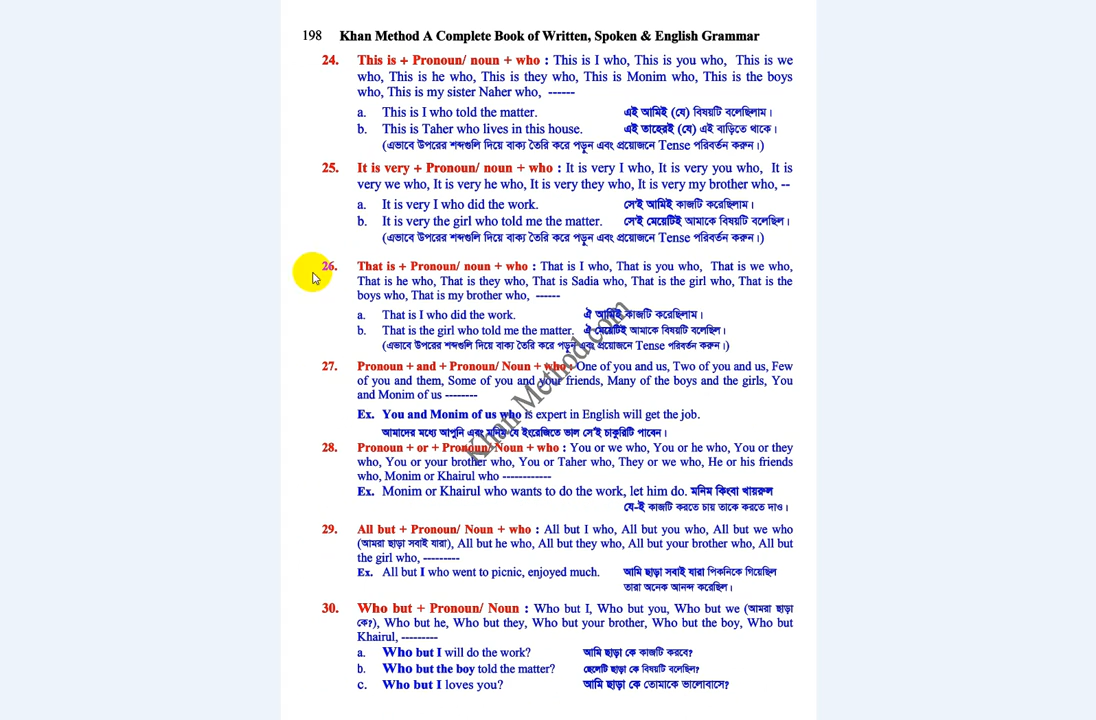 198 Khan Method A Complete Book of Written, Spoken & English Grammar
24. This is + Pronoun/ noun + who : This is I who, This is you who, This is we
who, This is he who, This is they who, This is Monim who, This is the boys
who, This is my sister Naher who, ------
a. This is I who told the matter. এই আমিই (যে) বিষয়টি বলেছিলাম।
b. This is Taher who lives in this house. এই তাহেরই (যে) এই বাড়িতে থাকে।
(এভাবে উপরের শব্দগুলি দিয়ে বাক্য তৈরি করে পড়ুন এবং প্রয়োজনে Tense পরিবর্তন করুন।)
25. It is very + Pronoun/ noun + who : It is very I who, It is very you who, It is
very we who, It is very he who, It is very they who, It is very my brother who, --
a. It is very I who did the work. সে'ই আমিই কাজটি করেছিলাম।
b. It is very the girl who told me the matter. সে'ই মেয়েটিই আমাকে বিষয়টি বলেছিল।
(এভাবে উপরের শব্দগুলি দিয়ে বাক্য তৈরি করে পড়ুন এবং প্রয়োজনে Tense পরিবর্তন করুন।)
26. That is + Pronoun/ noun + who : That is I who, That is you who, That is we who,
That is he who, That is they who, That is Sadia who, That is the girl who, That is the
boys who, That is my brother who, ------
a. That is I who did the work. ঐ আমিই কাজটি করেছিলাম।
b. That is the girl who told me the matter. ঐ মেয়েটিই আমাকে বিষয়টি বলেছিল।
(এভাবে উপরের শব্দগুলি দিয়ে বাক্য তৈরি করে পড়ুন এবং প্রয়োজনে Tense পরিবর্তন করুন।)
27. Pronoun + and + Pronoun/ Noun + who : One of you and us, Two of you and us, Few
of you and them, Some of you and your friends, Many of the boys and the girls, You
and Monim of us --------
Ex. You and Monim of us who is expert in English will get the job.
আমাদের মধ্যে আপুনি এবং মনিম যে ইংরেজিতে ভাল সে'ই চাকুরিটি পাবেন।
28. Pronoun + or + Pronoun/ Noun + who : You or we who, You or he who, You or they
who, You or your brother who, You or Taher who, They or we who, He or his friends
who, Monim or Khairul who ------------
Ex. Monim or Khairul who wants to do the work, let him do. মনিম কিংবা খায়রুল
যে-ই কাজটি করতে চায় তাকে করতে দাও।
29. All but + Pronoun/ Noun + who : All but I who, All but you who, All but we who
(আমরা ছাড়া সবাই যারা), All but he who, All but they who, All but your brother who, All but
the girl who, ---------
Ex. All but I who went to picnic, enjoyed much. আমি ছাড়া সবাই যারা পিকনিকে গিয়েছিল
তারা অনেক আনন্দ করেছিল।
30. Who but + Pronoun/ Noun : Who but I, Who but you, Who but we (আমরা ছাড়া
কে?), Who but he, Who but they, Who but your brother, Who but the boy, Who but
Khairul, ---------
a. Who but I will do the work? আমি ছাড়া কে কাজটি করবে?
b. Who but the boy told the matter? ছেলেটি ছাড়া কে বিষয়টি বলেছিল?
c. Who but I loves you? আমি ছাড়া কে তোমাকে ভালোবাসে?
Khan Method.com